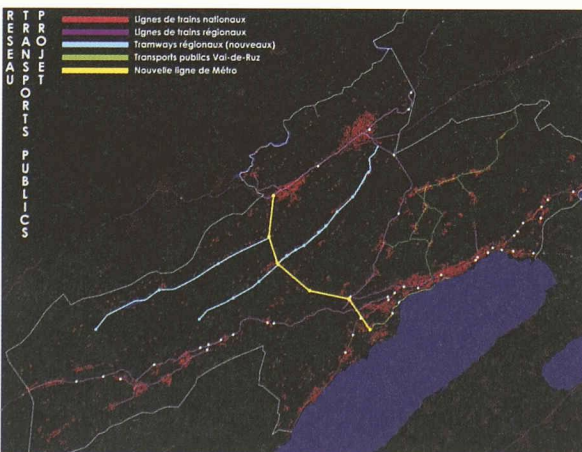 RESEAU
TRANSPORTS PUBLICS
PROJET
Lignes de trains nationaux
Lignes de trains régionaux
Tramways régionaux (nouveaux)
Transports publics Val-de-Ruz
Nouvelle ligne de Métro